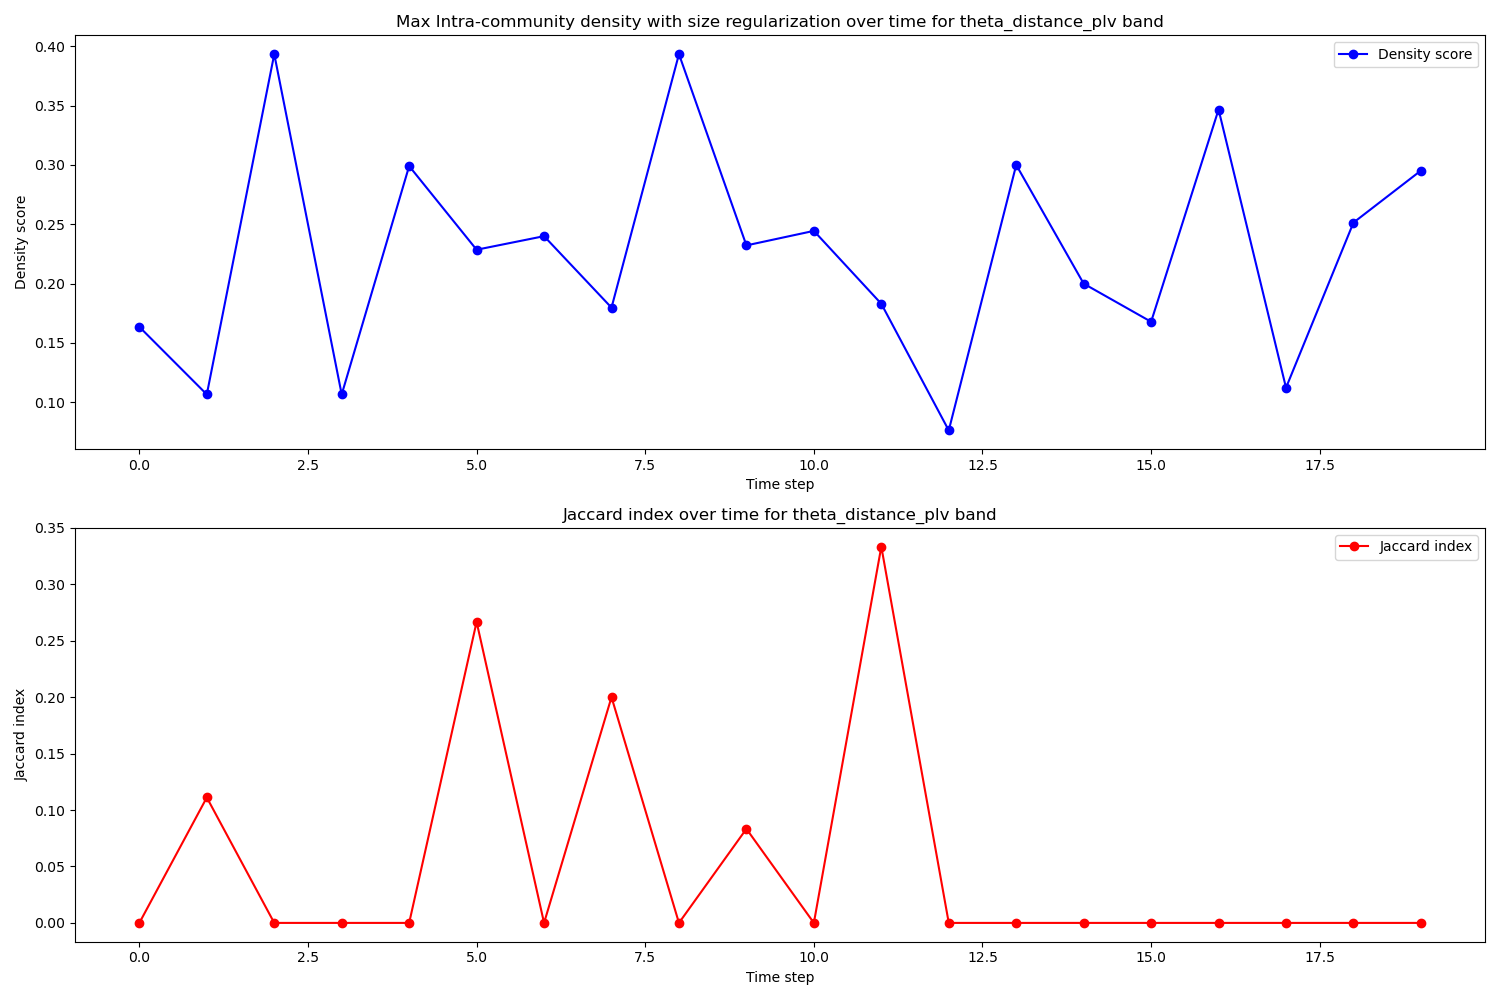 Max Intra-community density with size regularization over time for theta_distance_plv band
Density score
0.40
0.35
0.30
0.25
0.20
0.15
0.10
Density score
0.0 2.5 5.0 7.5 10.0 12.5 15.0 17.5
Time step
Jaccard index over time for theta_distance_plv band
Jaccard index
0.35
0.30
0.25
0.20
0.15
0.10
0.05
0.00
Jaccard index
0.0 2.5 5.0 7.5 10.0 12.5 15.0 17.5
Time step